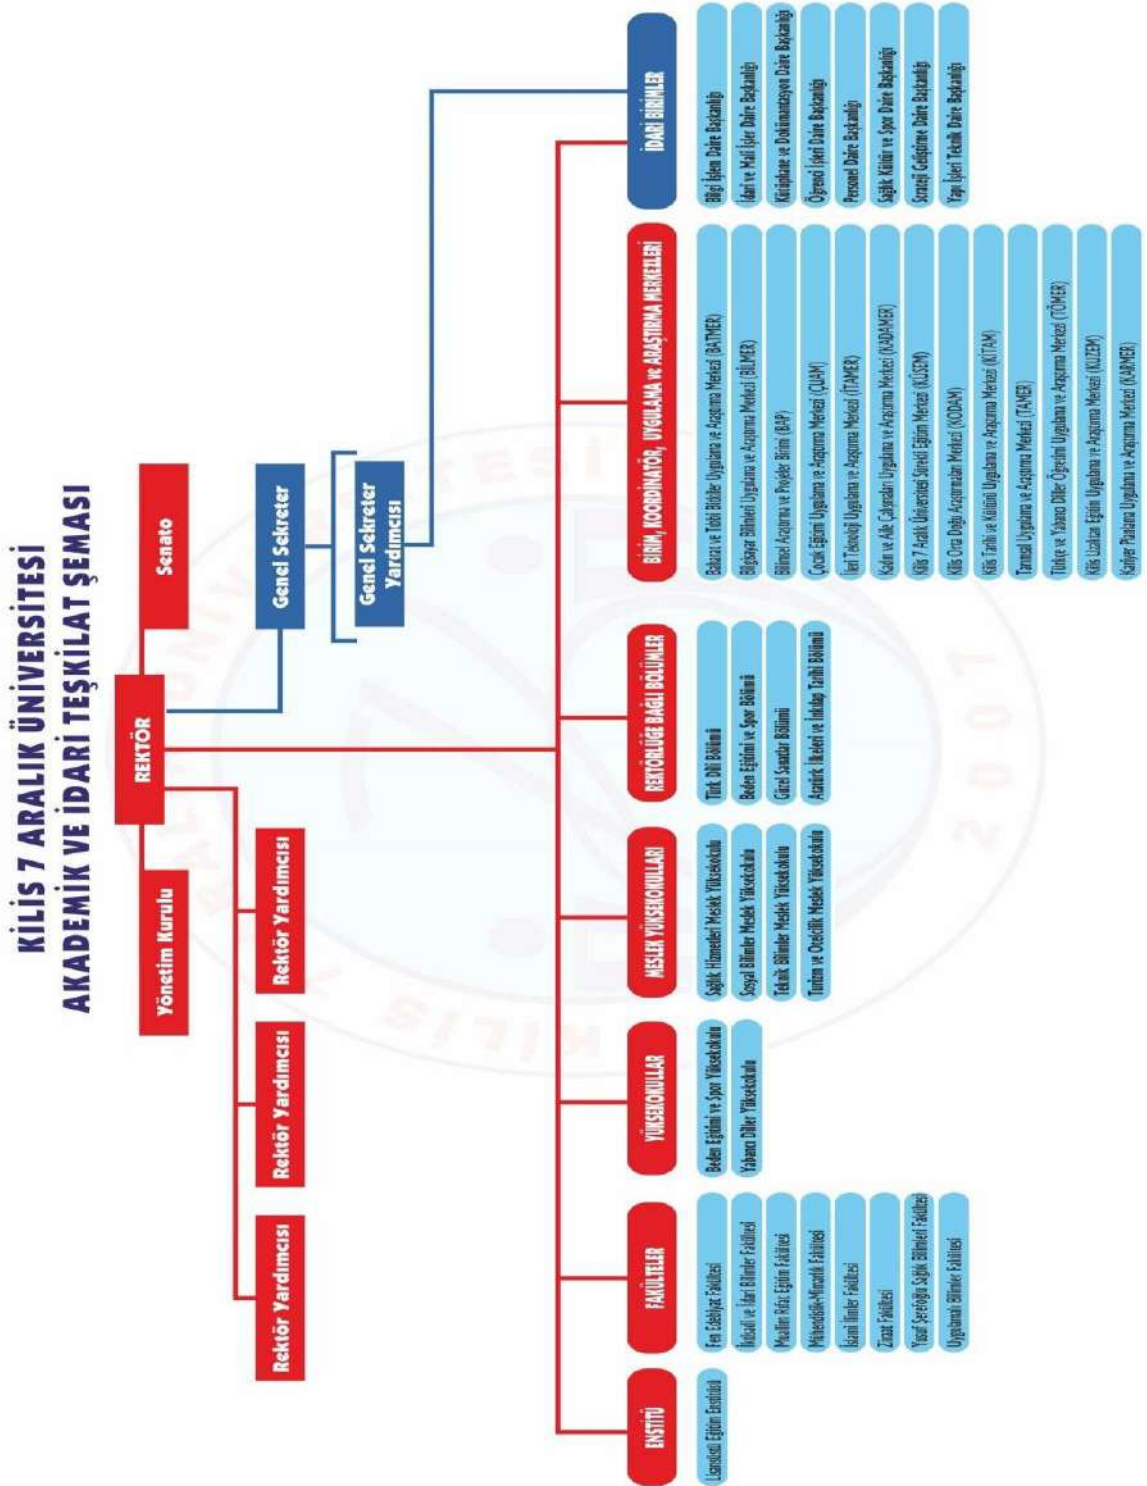 KİLİS 7 ARALIK ÜNİVERSİTESİ
AKADEMİK VE İDARİ TEŞKİLAT ŞEMASI
REKTÖR
Yönetim Kurulu
Senato
Rektör Yardımcısı
Rektör Yardımcısı
Rektör Yardımcısı
Genel Sekreter
Genel Sekreter
Yardımcısı
ENSTİTÜ
Lisansüstü Eğitim Enstitüsü
FAKÜLTELER
Fen Edebiyat Fakültesi
İktisadi ve İdari Bilimler Fakültesi
Muallim Rıfat Eğitim Fakültesi
Mühendislik-Mimarlık Fakültesi
İslami İlimler Fakültesi
Ziraat Fakültesi
Yusuf Şerefoğlu Sağlık Bilimleri Fakültesi
Uygulamalı Bilimler Fakültesi
YÜKSEKOKULLAR
Beden Eğitimi ve Spor Yüksekokulu
Yabancı Diller Yüksekokulu
MESLEK YÜKSEKOKULLARI
Sağlık Hizmetleri Meslek Yüksekokulu
Sosyal Bilimler Meslek Yüksekokulu
Teknik Bilimler Meslek Yüksekokulu
Turizm ve Otelcilik Meslek Yüksekokulu
REKTÖRLÜĞE BAĞLI BÖLÜMLER
Türk Dili Bölümü
Beden Eğitimi ve Spor Bölümü
Güzel Sanatlar Bölümü
Atatürk İlkeleri ve İnkılap Tarihi Bölümü
BİRİM, KOORDİNATÖR, UYGULAMA ve ARAŞTIRMA MERKEZLERİ
Baharat ve Tıbbi Bitkiler Uygulama ve Araştırma Merkezi (BATMER)
Bilgisayar Bilimleri Uygulama ve Araştırma Merkezi (BİLMER)
Bilimsel Araştırma ve Projeler Birimi (BAP)
Çocuk Eğitimi Uygulama ve Araştırma Merkezi (ÇUAM)
İleri Teknoloji Uygulama ve Araştırma Merkezi (İTAMER)
Kadın ve Aile Çalışmaları Uygulama ve Araştırma Merkezi (KADAMER)
Kilis 7 Aralık Üniversitesi Sürekli Eğitim Merkezi (KÜSEM)
Kilis Orta Doğu Araştırmaları Merkezi (KODAM)
Kilis Tarihi ve Kültürü Uygulama ve Araştırma Merkezi (KİTAM)
Tarımsal Uygulama ve Araştırma Merkezi (TAMER)
Türkçe ve Yabancı Diller Öğretimi Uygulama ve Araştırma Merkezi (TÖMER)
Kilis Uzaktan Eğitim Uygulama ve Araştırma Merkezi (KUZEM)
Kariyer Planlama Uygulama ve Araştırma Merkezi (KARMER)
İDARİ BİRİMLER
Bilgi İşlem Daire Başkanlığı
İdari ve Mali İşler Daire Başkanlığı
Kütüphane ve Dokümantasyon Daire Başkanlığı
Öğrenci İşleri Daire Başkanlığı
Personel Daire Başkanlığı
Sağlık Kültür ve Spor Daire Başkanlığı
Strateji Geliştirme Daire Başkanlığı
Yapı İşleri Teknik Daire Başkanlığı
KİLİS 7 ARALIK ÜNİVERSİTESİ
2007